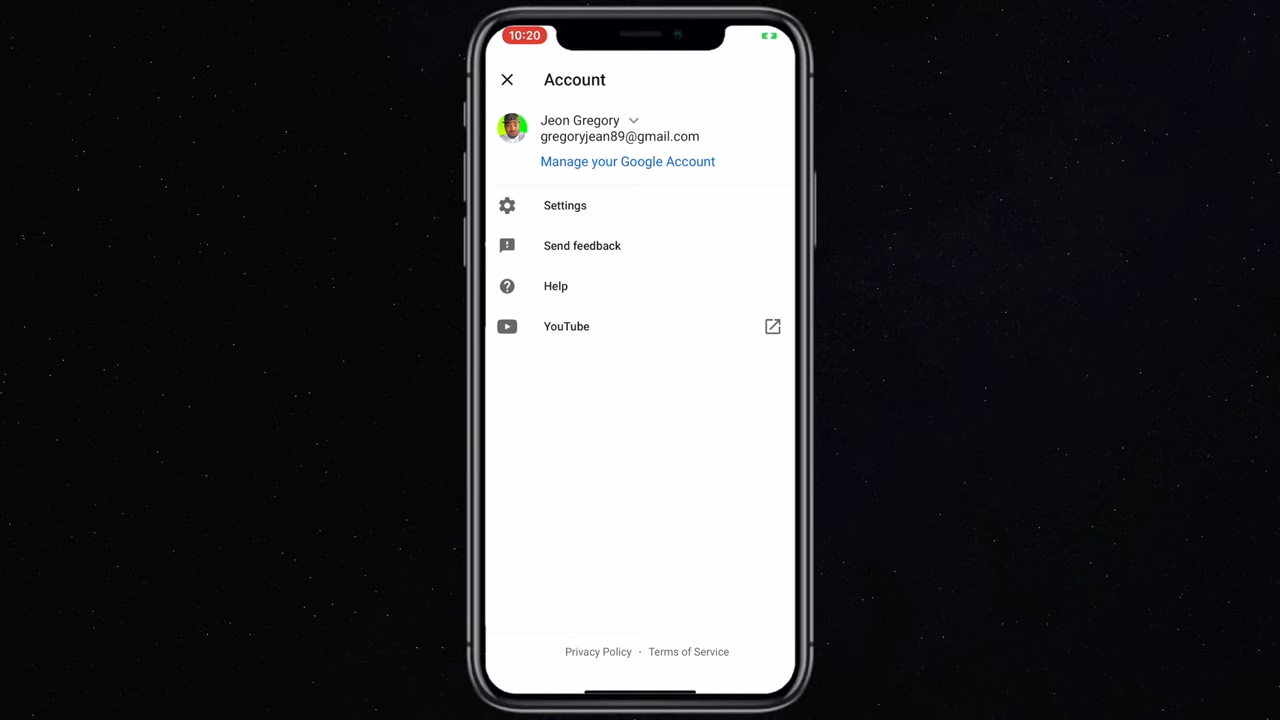 10:20
Account
Jeon Gregory
gregoryjean89@gmail.com
Manage your Google Account
Settings
Send feedback
Help
YouTube
Privacy Policy · Terms of Service